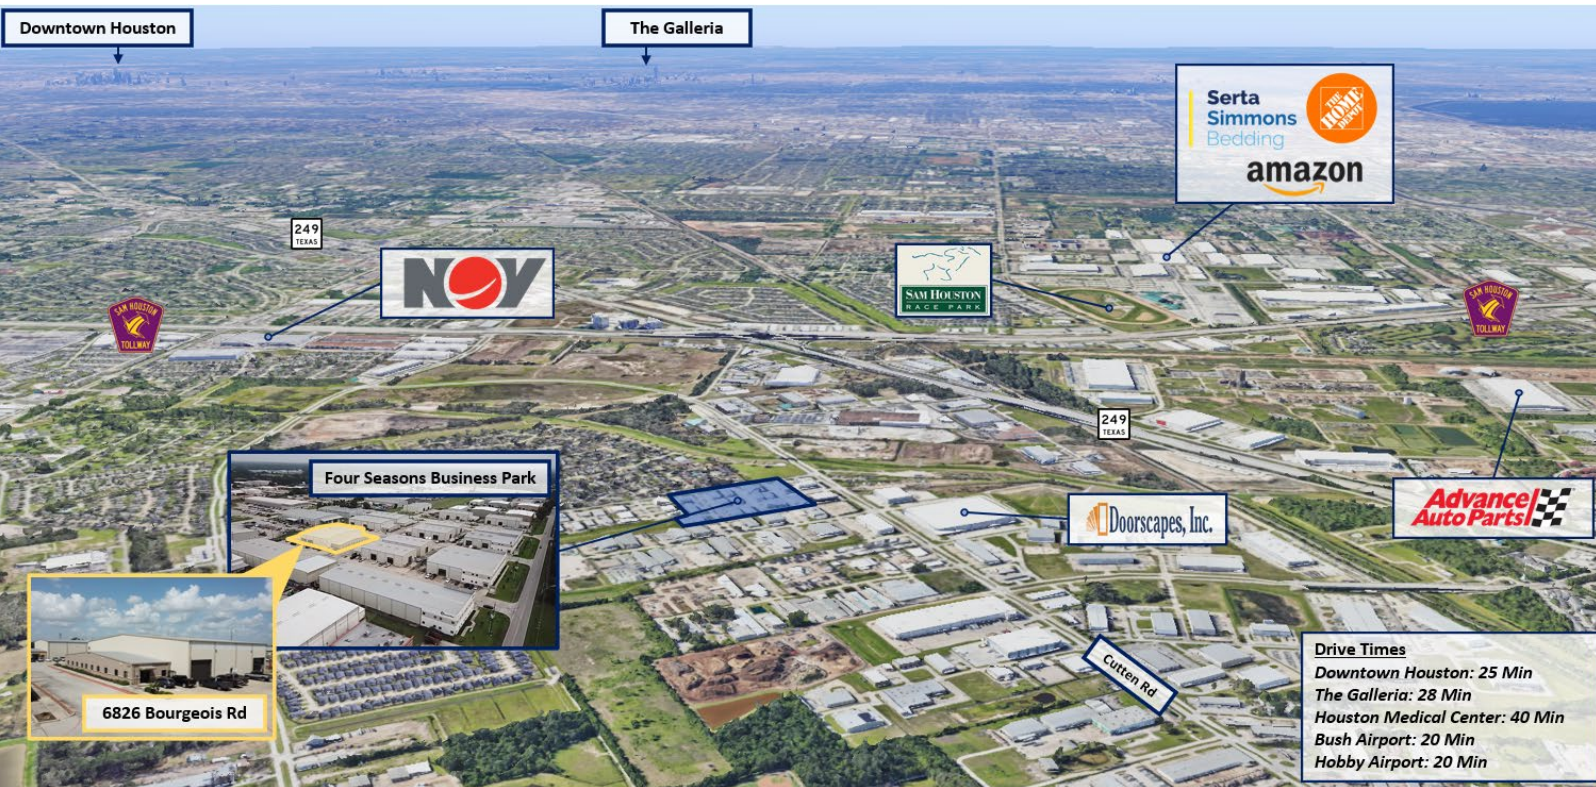 Downtown Houston
The Galleria
Serta
Simmons
Bedding
THE
HOME
DEPOT
amazon
249
TEXAS
NOV
SAM HOUSTON
RACE PARK
SAM HOUSTON
TOLLWAY
SAM HOUSTON
TOLLWAY
249
TEXAS
Four Seasons Business Park
Doorscapes, Inc.
Advance
Auto Parts
6826 Bourgeois Rd
Cutten Rd
Drive Times
Downtown Houston: 25 Min
The Galleria: 28 Min
Houston Medical Center: 40 Min
Bush Airport: 20 Min
Hobby Airport: 20 Min